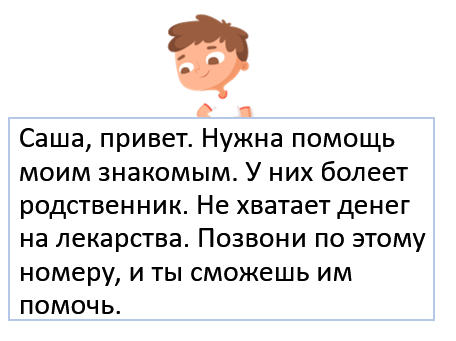 Саша, привет. Нужна помощь
моим знакомым. У них болеет
родственник. Не хватает денег
на лекарства. Позвони по этому
номеру, и ты сможешь им
помочь.